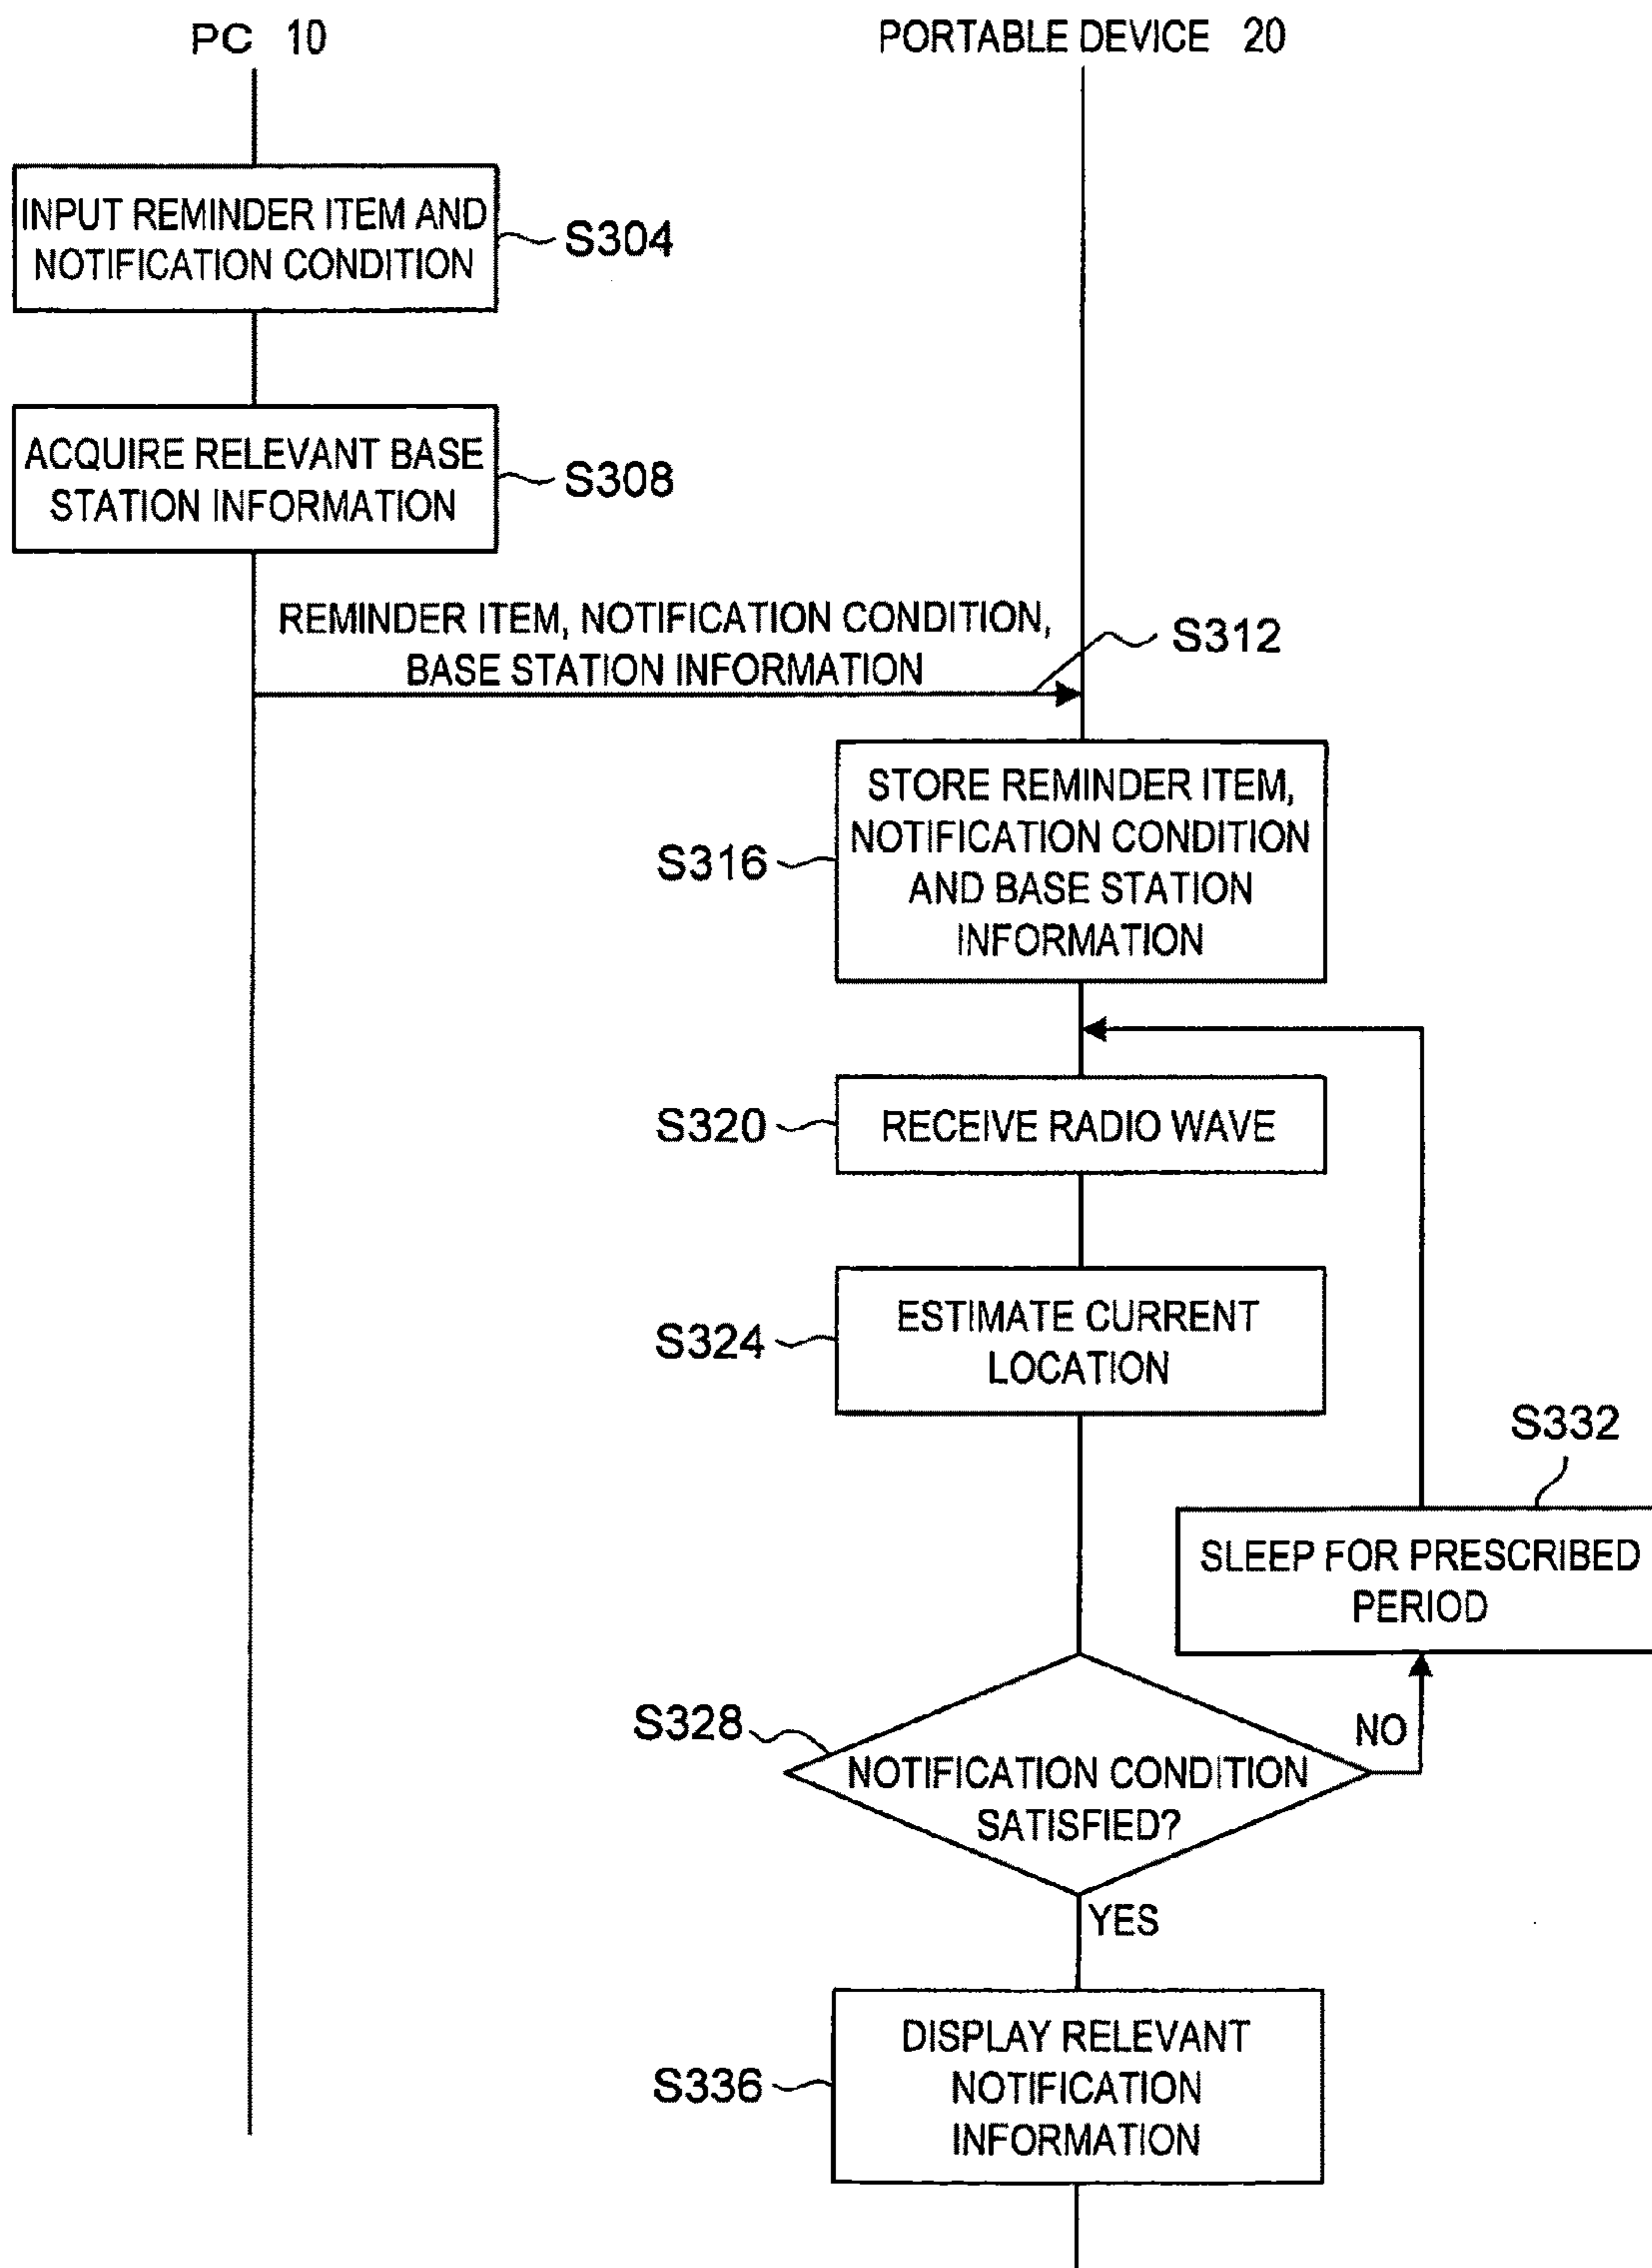 PC 10
PORTABLE DEVICE 20
INPUT REMINDER ITEM AND
NOTIFICATION CONDITION
S304
ACQUIRE RELEVANT BASE
STATION INFORMATION
S308
REMINDER ITEM, NOTIFICATION CONDITION,
BASE STATION INFORMATION
S312
STORE REMINDER ITEM,
NOTIFICATION CONDITION
AND BASE STATION
INFORMATION
S316
S320
RECEIVE RADIO WAVE
S324
ESTIMATE CURRENT
LOCATION
S332
SLEEP FOR PRESCRIBED
PERIOD
S328
NO
NOTIFICATION CONDITION
SATISFIED?
YES
S336
DISPLAY RELEVANT
NOTIFICATION
INFORMATION